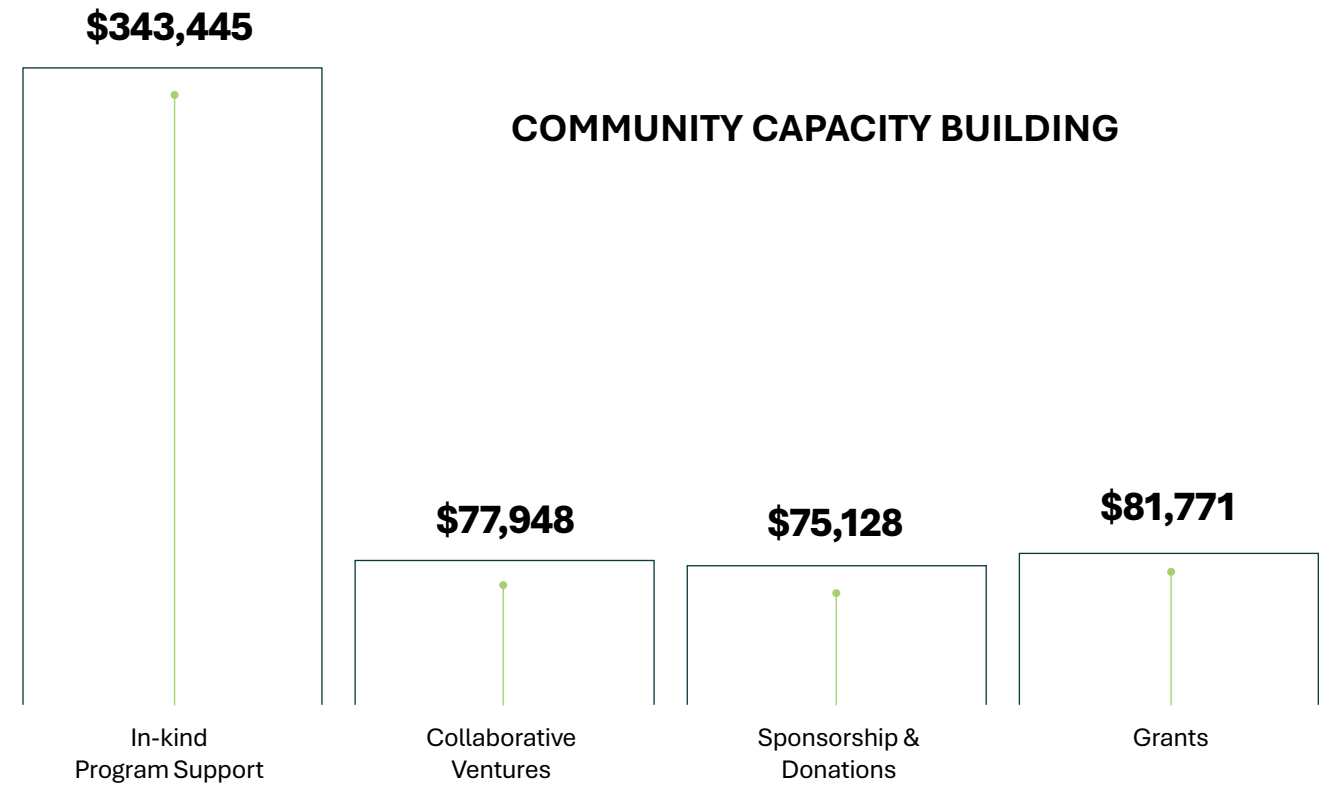 $343,445
COMMUNITY CAPACITY BUILDING
$77,948
$75,128
$81,771
In-kind
Program Support
Collaborative
Ventures
Sponsorship &
Donations
Grants